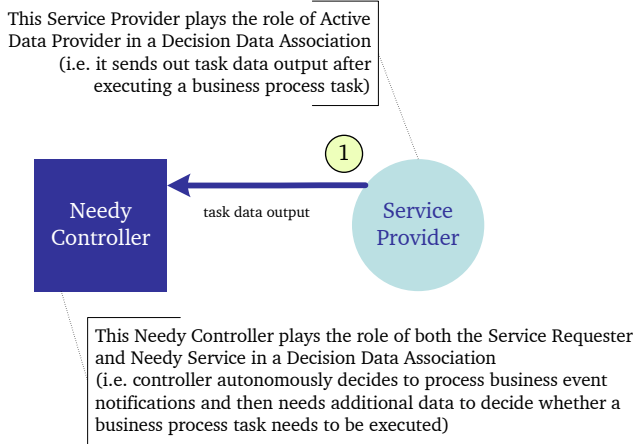 This Service Provider plays the role of Active
Data Provider in a Decision Data Association
(i.e. it sends out task data output after
executing a business process task)
1
Needy
Controller
task data output
Service
Provider
This Needy Controller plays the role of both the Service Requester
and Needy Service in a Decision Data Association
(i.e. controller autonomously decides to process business event
notifications and then needs additional data to decide whether a
business process task needs to be executed)